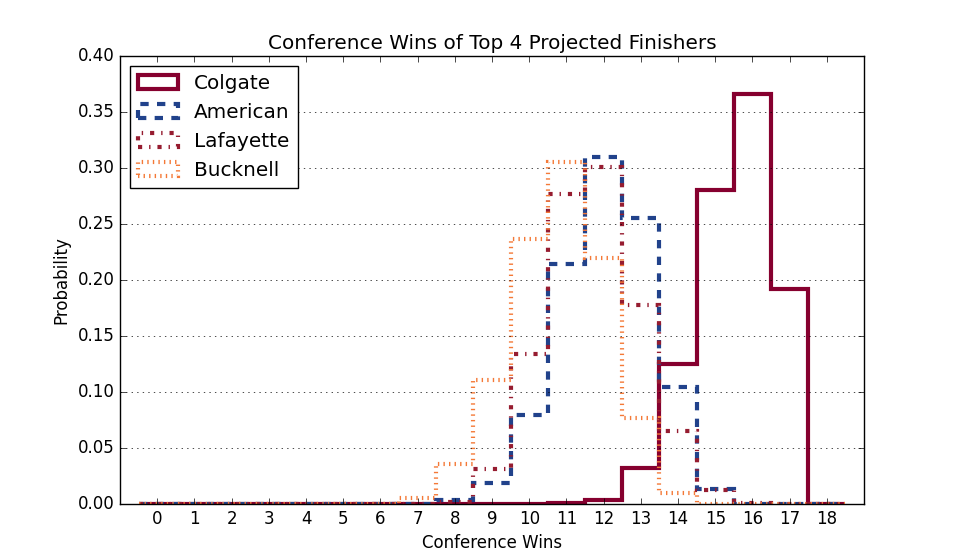 Conference Wins of Top 4 Projected Finishers
0.40
0.35
0.30
0.25
0.20
0.15
0.10
0.05
0.00
Probability
Colgate
American
Lafayette
Bucknell
0 1 2 3 4 5 6 7 8 9 10 11 12 13 14 15 16 17 18
Conference Wins